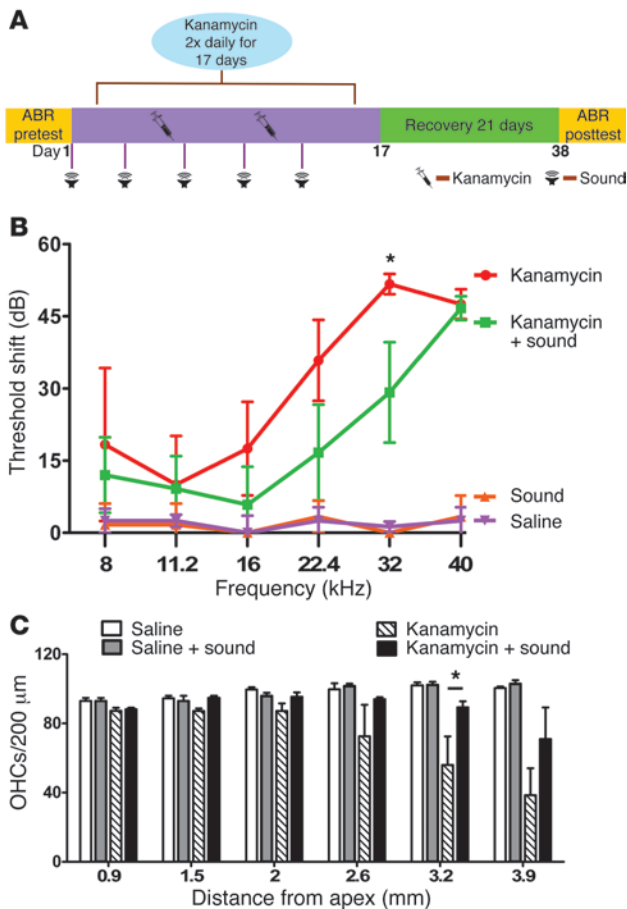 A
Kanamycin
2x daily for
17 days
ABR
pretest
Recovery 21 days
ABR
posttest
Day 1
17
38
Kanamycin
Sound
B
60
45
30
15
0
Threshold shift (dB)
*
Kanamycin
Kanamycin
+ sound
Sound
Saline
8 11.2 16 22.4 32 40
Frequency (kHz)
C
Saline
Kanamycin
Saline + sound
Kanamycin + sound
120
80
40
0
OHCs/200 μm
*
0.9 1.5 2 2.6 3.2 3.9
Distance from apex (mm)